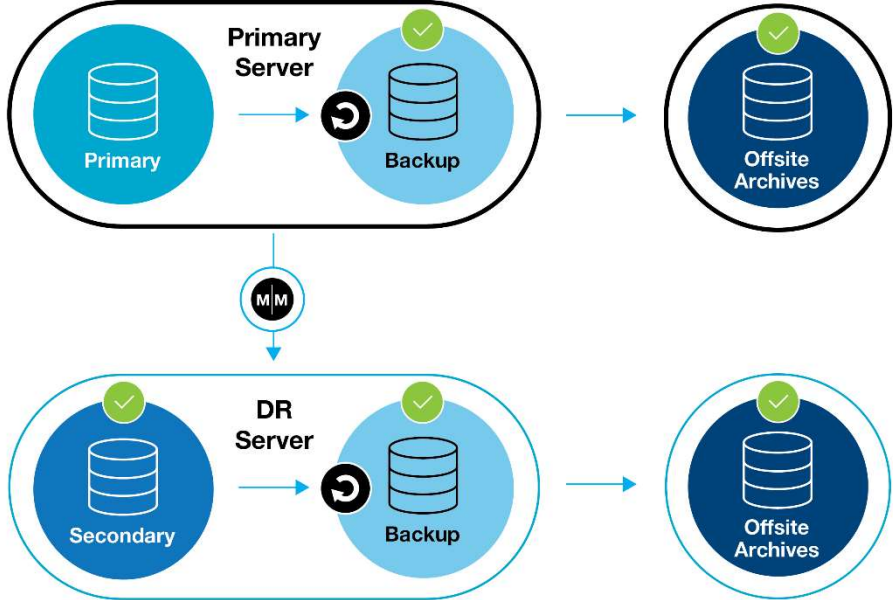 Primary
Server
Primary
Backup
Offsite
Archives
M|M
DR
Server
Secondary
Backup
Offsite
Archives